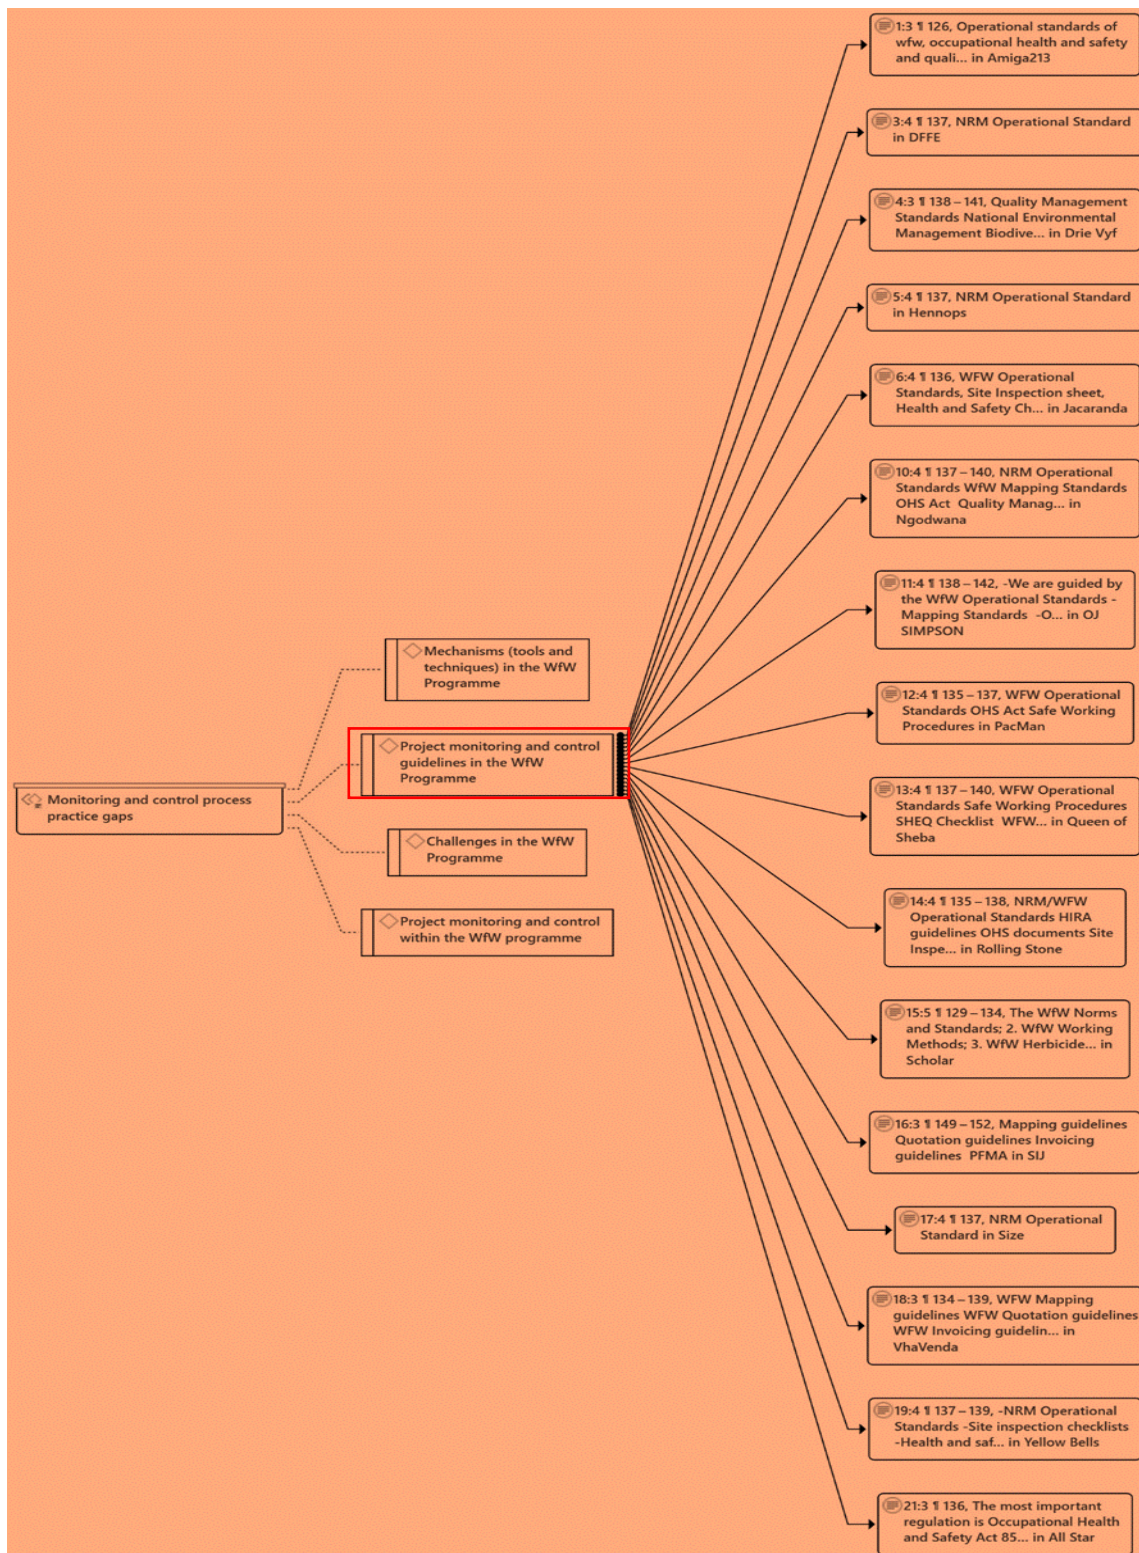 Monitoring and control process
practice gaps
Mechanisms (tools and
techniques) in the WfW
Programme
Project monitoring and control
guidelines in the WfW
Programme
Challenges in the WfW
Programme
Project monitoring and control
within the WfW programme
1:3 ¶ 126, Operational standards of
wfw, occupational health and safety
and quali... in Amiga213
3:4 ¶ 137, NRM Operational Standard
in DFFE
4:3 ¶ 138 – 141, Quality Management
Standards National Environmental
Management Biodive... in Drie Vyf
5:4 ¶ 137, NRM Operational Standard
in Hennops
6:4 ¶ 136, WFW Operational
Standards, Site Inspection sheet,
Health and Safety Ch... in Jacaranda
10:4 ¶ 137 – 140, NRM Operational
Standards WfW Mapping Standards
OHS Act  Quality Manag... in
Ngodwana
11:4 ¶ 138 – 142, -We are guided by
the WfW Operational Standards -
Mapping Standards  -O... in OJ
SIMPSON
12:4 ¶ 135 – 137, WFW Operational
Standards OHS Act Safe Working
Procedures in PacMan
13:4 ¶ 137 – 140, WFW Operational
Standards Safe Working Procedures
SHEQ Checklist  WFW... in Queen of
Sheba
14:4 ¶ 135 – 138, NRM/WFW
Operational Standards HIRA
guidelines OHS documents Site
Inspe... in Rolling Stone
15:5 ¶ 129 – 134, The WfW Norms
and Standards; 2. WfW Working
Methods; 3. WfW Herbicide... in
Scholar
16:3 ¶ 149 – 152, Mapping guidelines
Quotation guidelines Invoicing
guidelines  PFMA in SIJ
17:4 ¶ 137, NRM Operational
Standard in Size
18:3 ¶ 134 – 139, WFW Mapping
guidelines WFW Quotation guidelines
WFW Invoicing guidelin... in
VhaVenda
19:4 ¶ 137 – 139, -NRM Operational
Standards -Site inspection checklists
-Health and saf... in Yellow Bells
21:3 ¶ 136, The most important
regulation is Occupational Health
and Safety Act 85... in All Star